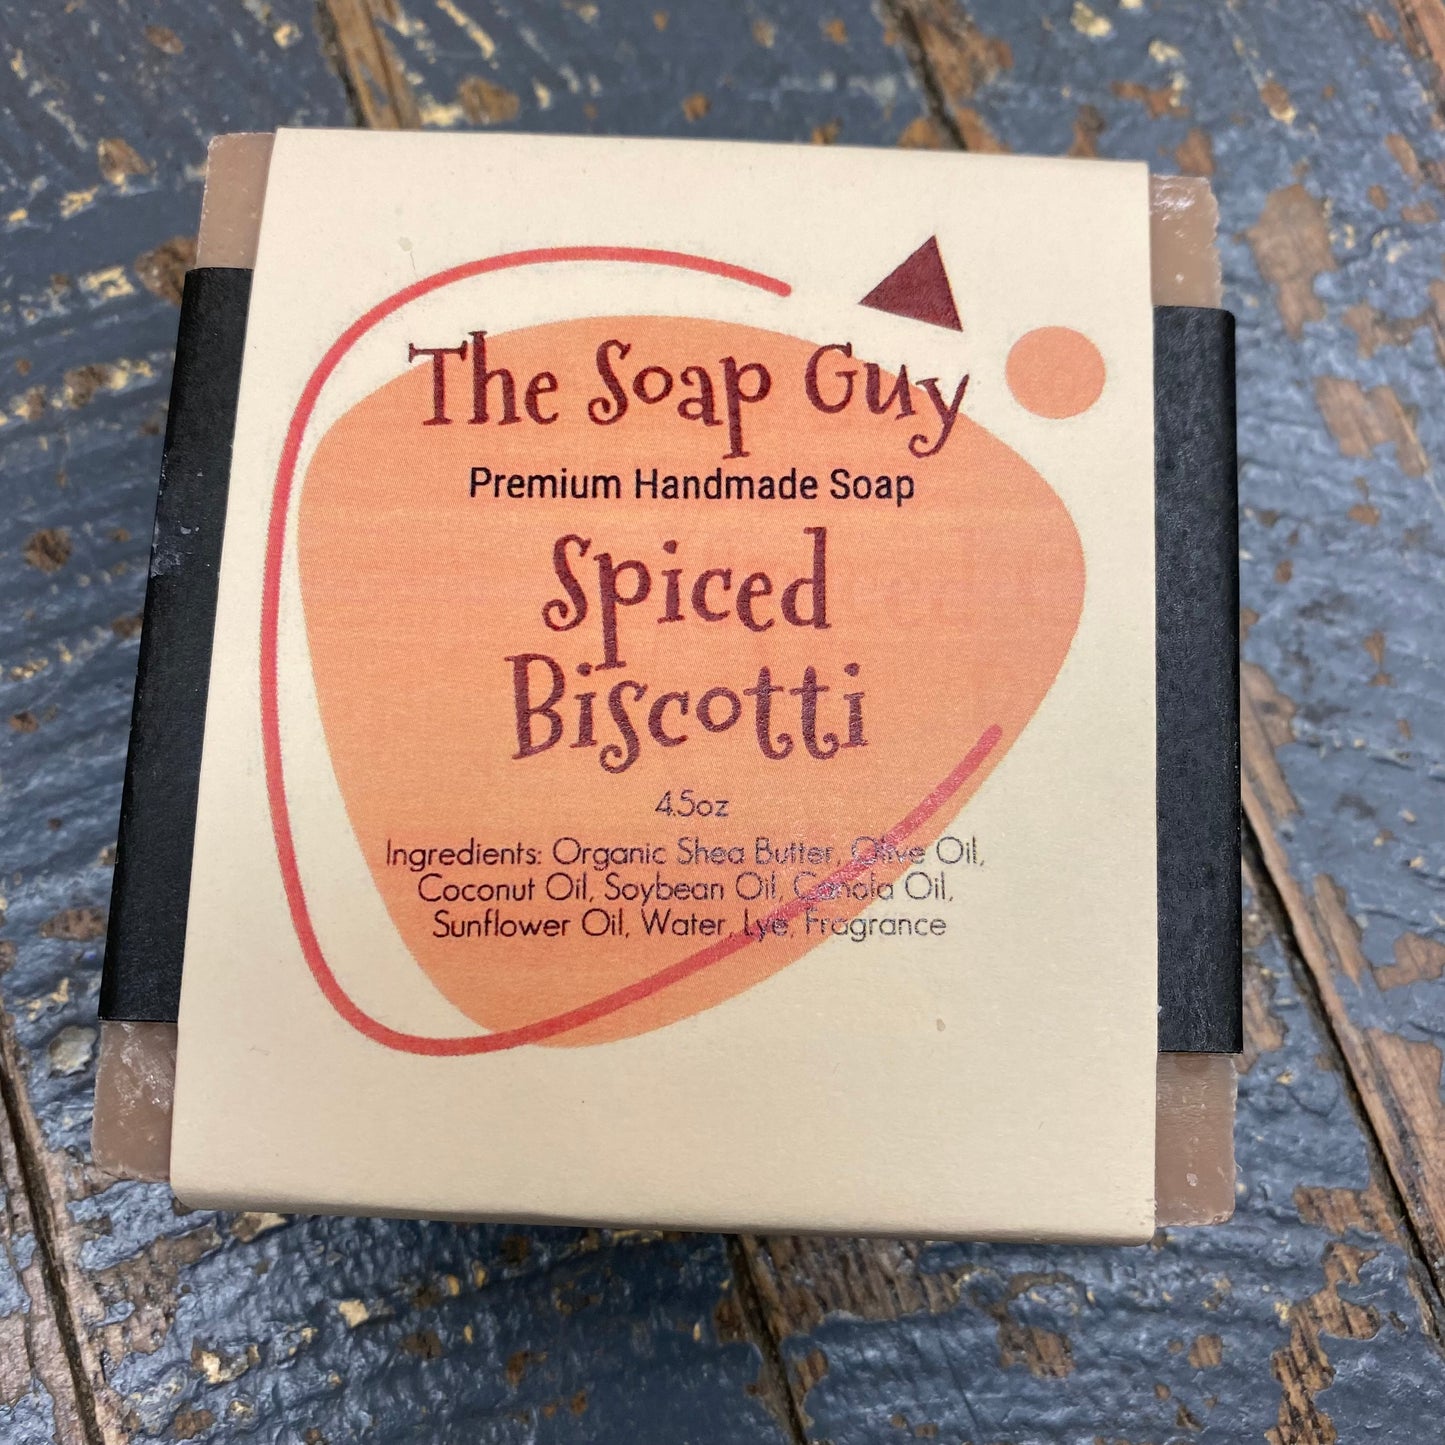 The Soap Guy
Premium Handmade Soap
Spiced
Biscotti
4.5oz
Ingredients: Organic Shea Butter, Olive Oil,
Coconut Oil, Soybean Oil, Canola Oil,
Sunflower Oil, Water, Lye, Fragrance